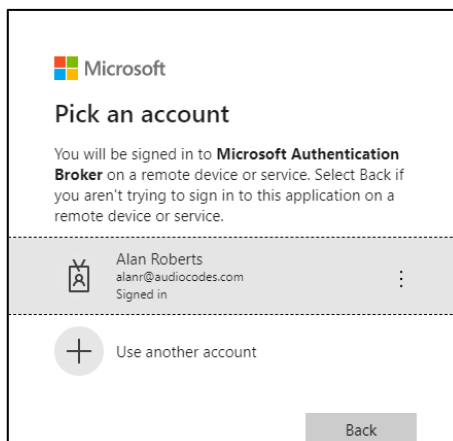 Microsoft
Pick an account
You will be signed in to Microsoft Authentication
Broker on a remote device or service. Select Back if
you aren't trying to sign in to this application on a
remote device or service.
Alan Roberts
alanr@audiocodes.com
Signed in
Use another account
Back